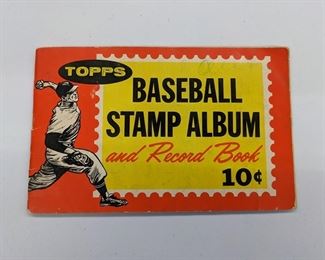 TOPPS
BASEBALL
STAMP ALBUM
and Record Book
10¢